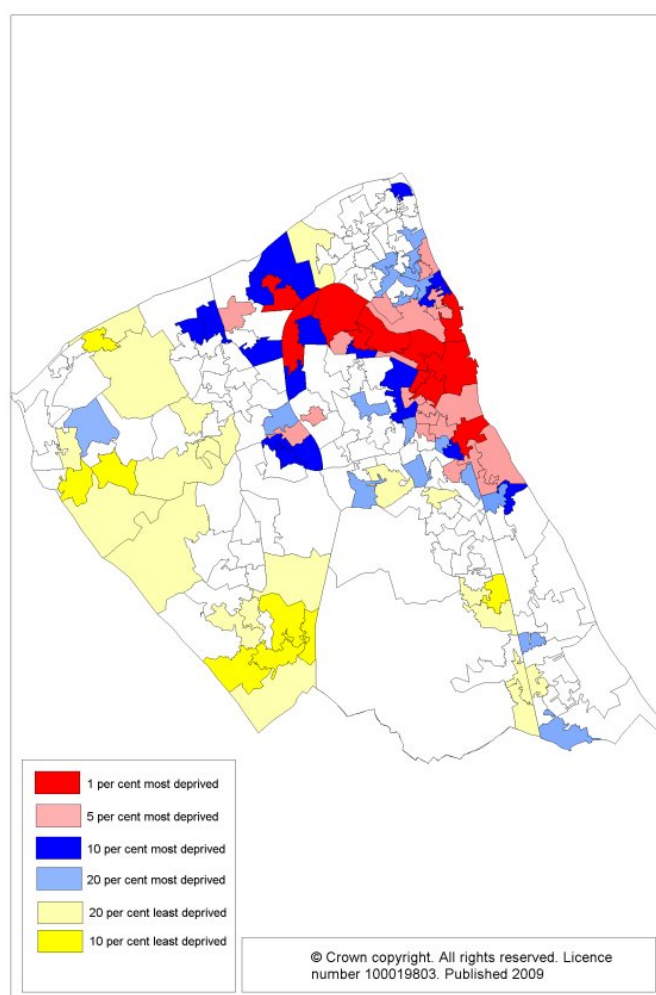 1 per cent most deprived
5 per cent most deprived
10 per cent most deprived
20 per cent most deprived
20 per cent least deprived
10 per cent least deprived
© Crown copyright. All rights reserved. Licence
number 100019803. Published 2009